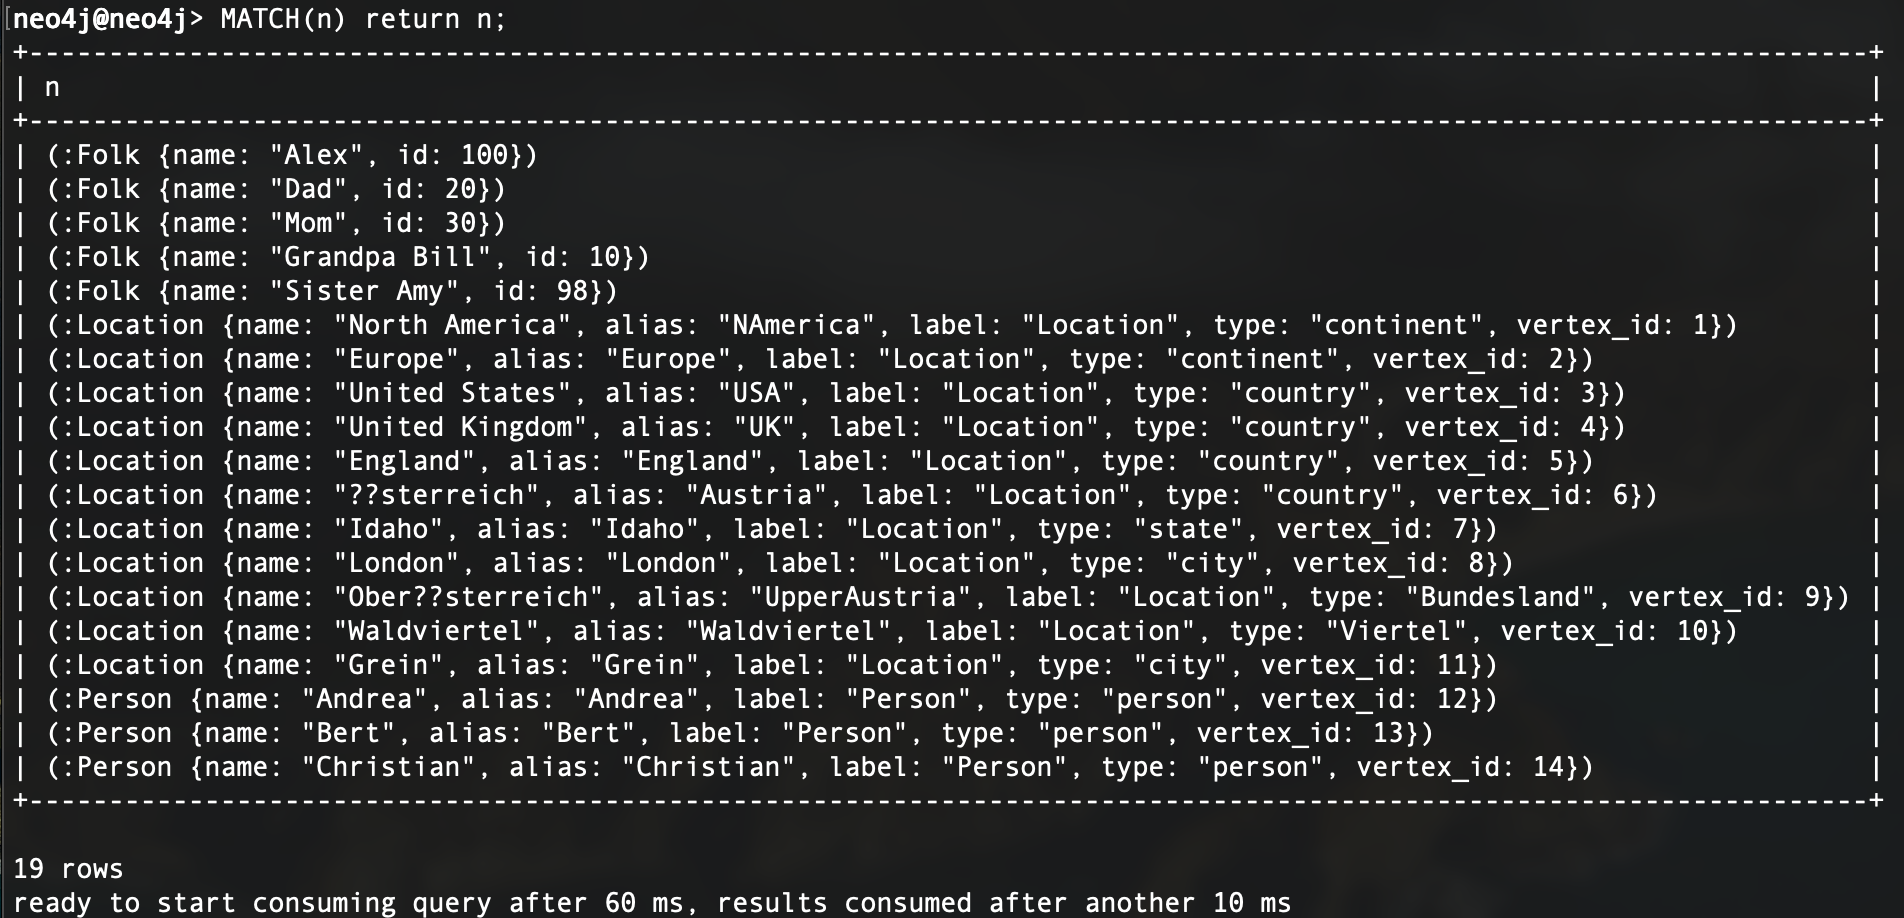 [neo4j@neo4j> MATCH(n) return n;
+-------------------------------------------------------------------------------------------------------------------+
| n                                                                                                                 |
+-------------------------------------------------------------------------------------------------------------------+
| (:Folk {name: "Alex", id: 100})                                                                                   |
| (:Folk {name: "Dad", id: 20})                                                                                     |
| (:Folk {name: "Mom", id: 30})                                                                                     |
| (:Folk {name: "Grandpa Bill", id: 10})                                                                            |
| (:Folk {name: "Sister Amy", id: 98})                                                                              |
| (:Location {name: "North America", alias: "NAmerica", label: "Location", type: "continent", vertex_id: 1})        |
| (:Location {name: "Europe", alias: "Europe", label: "Location", type: "continent", vertex_id: 2})                 |
| (:Location {name: "United States", alias: "USA", label: "Location", type: "country", vertex_id: 3})               |
| (:Location {name: "United Kingdom", alias: "UK", label: "Location", type: "country", vertex_id: 4})               |
| (:Location {name: "England", alias: "England", label: "Location", type: "country", vertex_id: 5})                 |
| (:Location {name: "??sterreich", alias: "Austria", label: "Location", type: "country", vertex_id: 6})             |
| (:Location {name: "Idaho", alias: "Idaho", label: "Location", type: "state", vertex_id: 7})                       |
| (:Location {name: "London", alias: "London", label: "Location", type: "city", vertex_id: 8})                      |
| (:Location {name: "Ober??sterreich", alias: "UpperAustria", label: "Location", type: "Bundesland", vertex_id: 9}) |
| (:Location {name: "Waldviertel", alias: "Waldviertel", label: "Location", type: "Viertel", vertex_id: 10})        |
| (:Location {name: "Grein", alias: "Grein", label: "Location", type: "city", vertex_id: 11})                       |
| (:Person {name: "Andrea", alias: "Andrea", label: "Person", type: "person", vertex_id: 12})                       |
| (:Person {name: "Bert", alias: "Bert", label: "Person", type: "person", vertex_id: 13})                           |
| (:Person {name: "Christian", alias: "Christian", label: "Person", type: "person", vertex_id: 14})                 |
+-------------------------------------------------------------------------------------------------------------------+
19 rows
ready to start consuming query after 60 ms, results consumed after another 10 ms